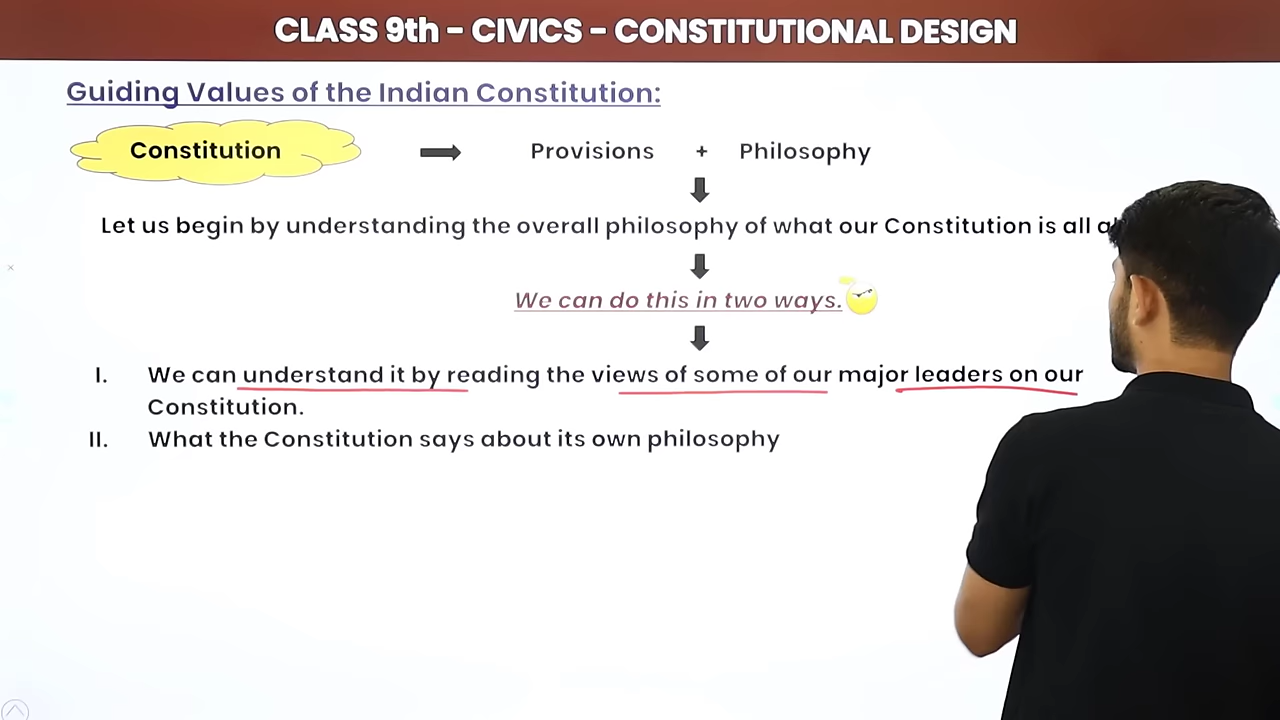 CLASS 9th - CIVICS - CONSTITUTIONAL DESIGN
Guiding Values of the Indian Constitution:
Constitution Provisions + Philosophy
Let us begin by understanding the overall philosophy of what our Constitution is all
We can do this in two ways.
I. We can understand it by reading the views of some of our major leaders on our
Constitution.
II. What the Constitution says about its own philosophy